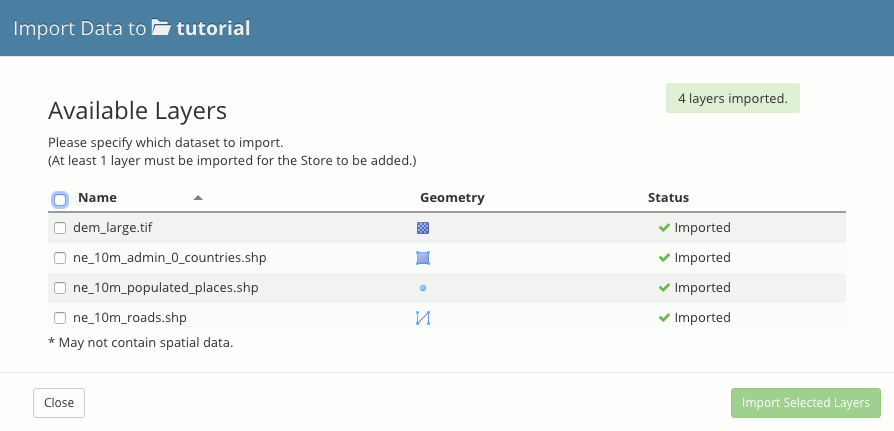 Import Data to tutorial
4 layers imported.
Available Layers
Please specify which dataset to import.
(At least 1 layer must be imported for the Store to be added.)
Name Geometry Status
dem_large.tif Imported
ne_10m_admin_0_countries.shp Imported
ne_10m_populated_places.shp Imported
ne_10m_roads.shp Imported
* May not contain spatial data.
Close Import Selected Layers